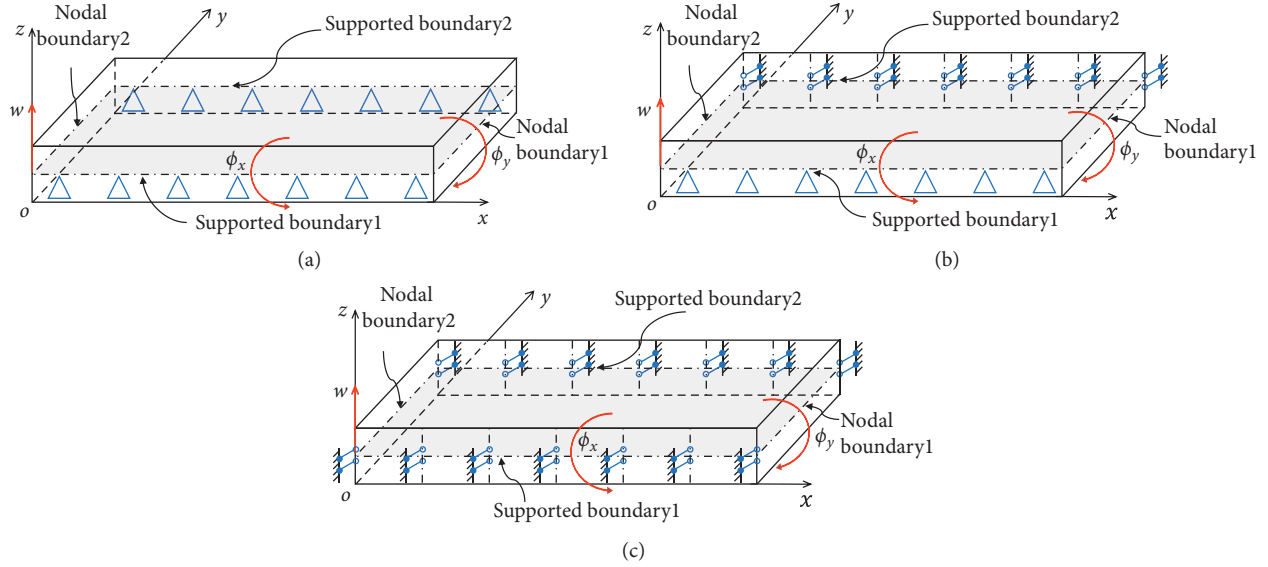 Nodal
boundary2
z
y
Supported boundary2
w
Nodal
boundary1
ϕx
ϕy
o
Supported boundary1
x
(a)
Nodal
boundary2
z
y
Supported boundary2
w
Nodal
boundary1
ϕx
ϕy
o
Supported boundary1
x
(b)
Nodal
boundary2
z
y
Supported boundary2
w
Nodal
boundary1
ϕx
ϕy
o
Supported boundary1
x
(c)